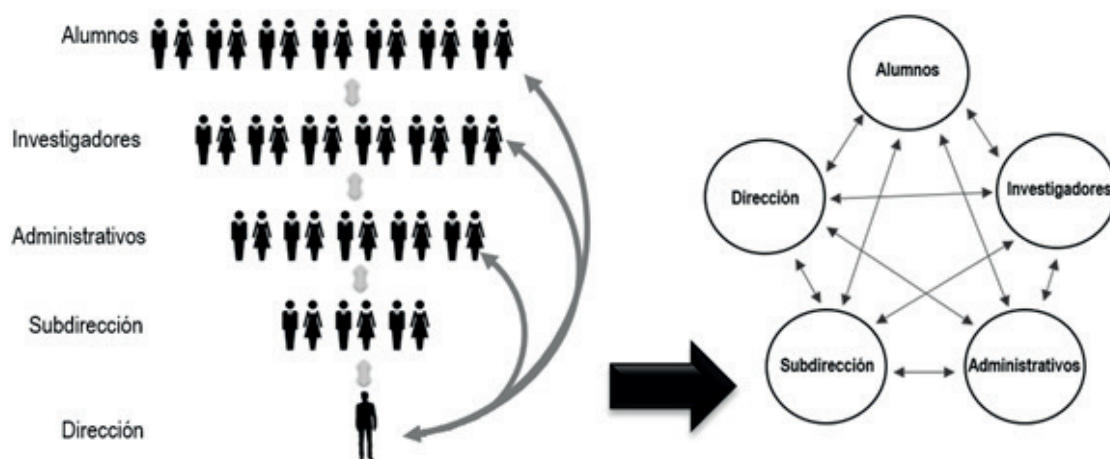 Alumnos
Investigadores
Administrativos
Subdirección
Dirección
Alumnos
Dirección
Investigadores
Subdirección
Administrativos